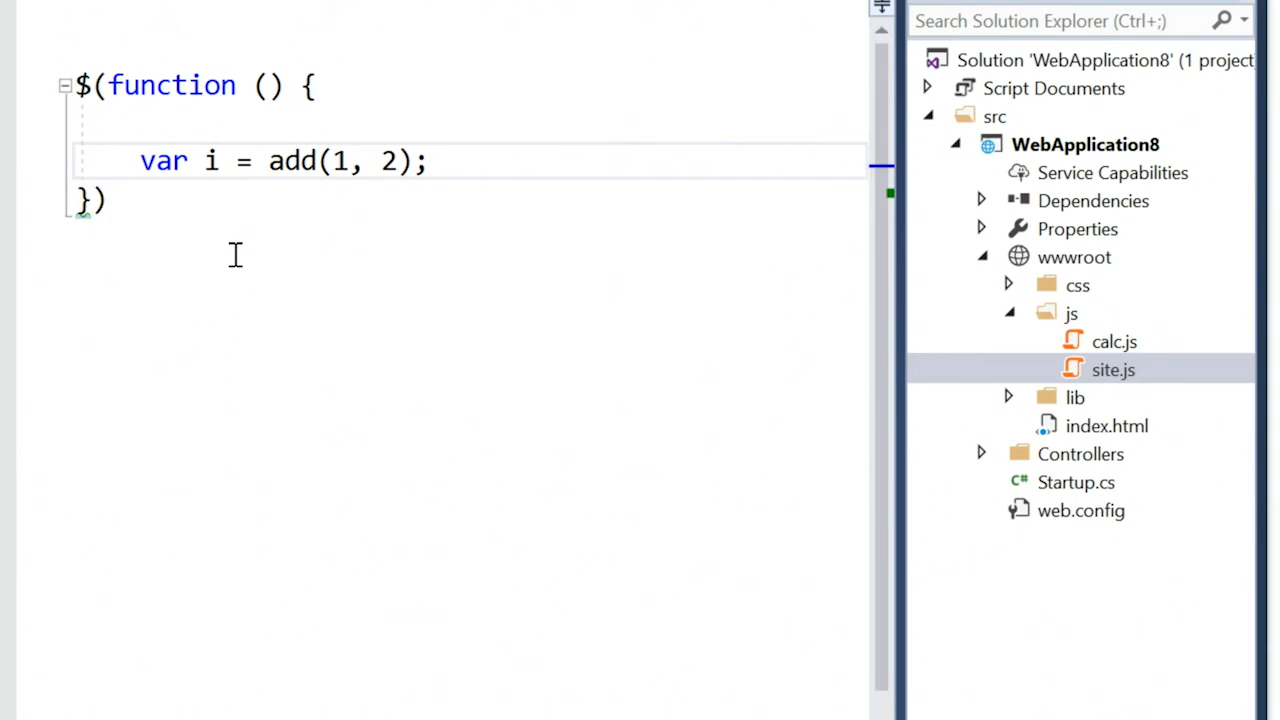 $(function () {
var i = add(1, 2);
})
Search Solution Explorer (Ctrl+;)
Solution 'WebApplication8' (1 project
Script Documents
src
WebApplication8
Service Capabilities
Dependencies
Properties
wwwroot
css
js
calc.js
site.js
lib
index.html
Controllers
C# Startup.cs
web.config